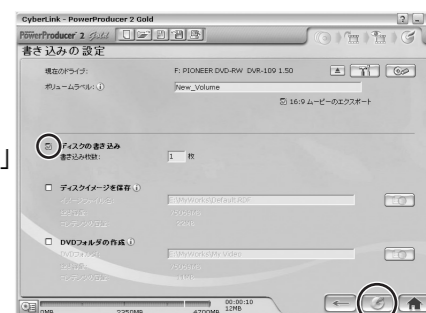 CyberLink - PowerProducer 2 Gold
PowerProducer 2 Gold
書き込みの設定
現在のドライブ: F: PIONEER DVD-RW DVR-109 1.50
ボリュームラベル: New_Volume
16:9 ムービーのエクスポート
」
ディスクの書き込み
書き込み枚数: 1 枚
ディスクイメージを保存
DVDフォルダの作成
0MB 2350MB 4700MB
00:00:10
12MB